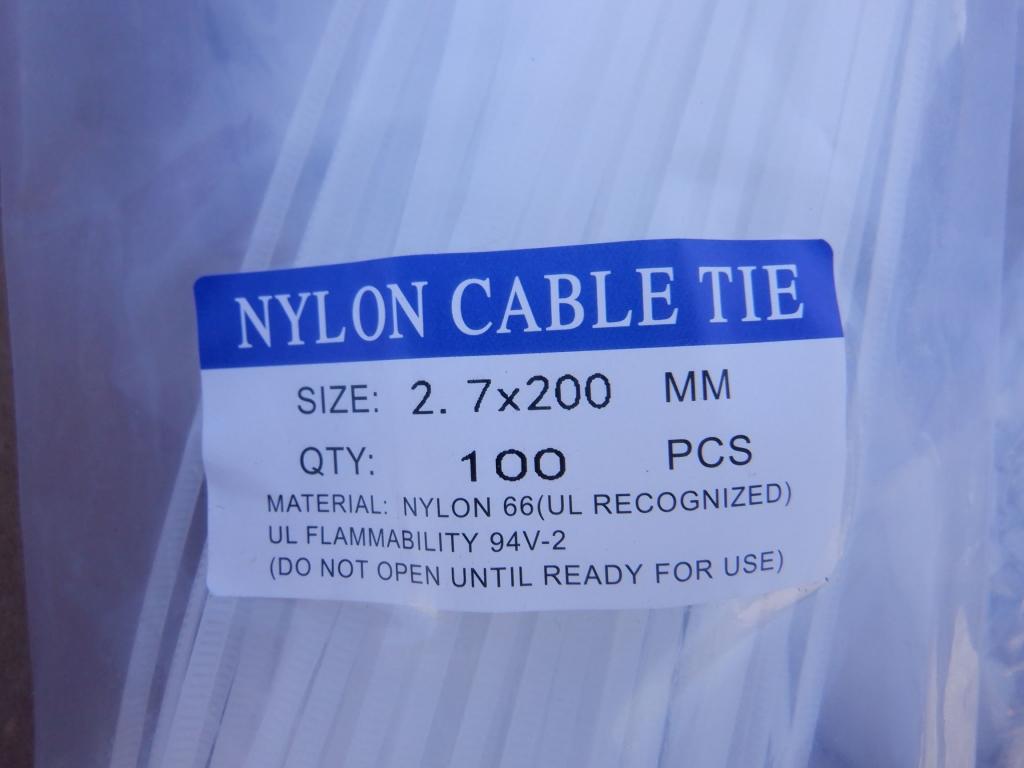 NYLON CABLE TIE
SIZE: 2.7x200 MM
QTY: 100 PCS
MATERIAL: NYLON 66(UL RECOGNIZED)
UL FLAMMABILITY 94V-2
(DO NOT OPEN UNTIL READY FOR USE)